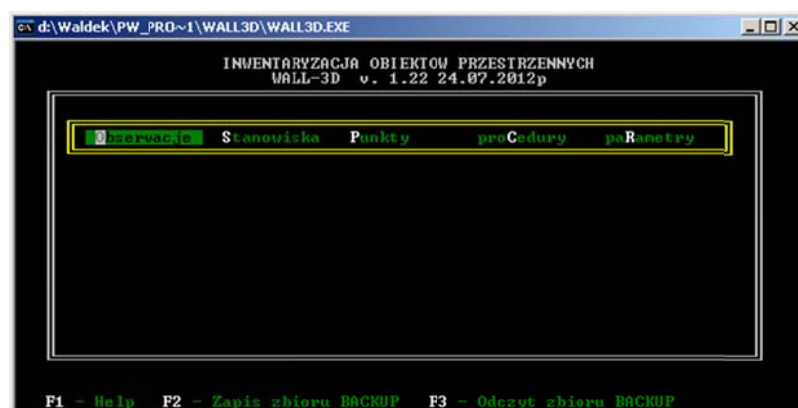 d:\Waldek\PW_PRO~1\WALL3D\WALL3D.EXE
INWENTARYZACJA OBIEKTOW PRZESTRZENNYCH
WALL-3D v. 1.22 24.07.2012p
Obserwacje Stanowiska Punkty proCedury paRametry
F1 - Help F2 - Zapis zbioru BACKUP F3 - Odczyt zbioru BACKUP